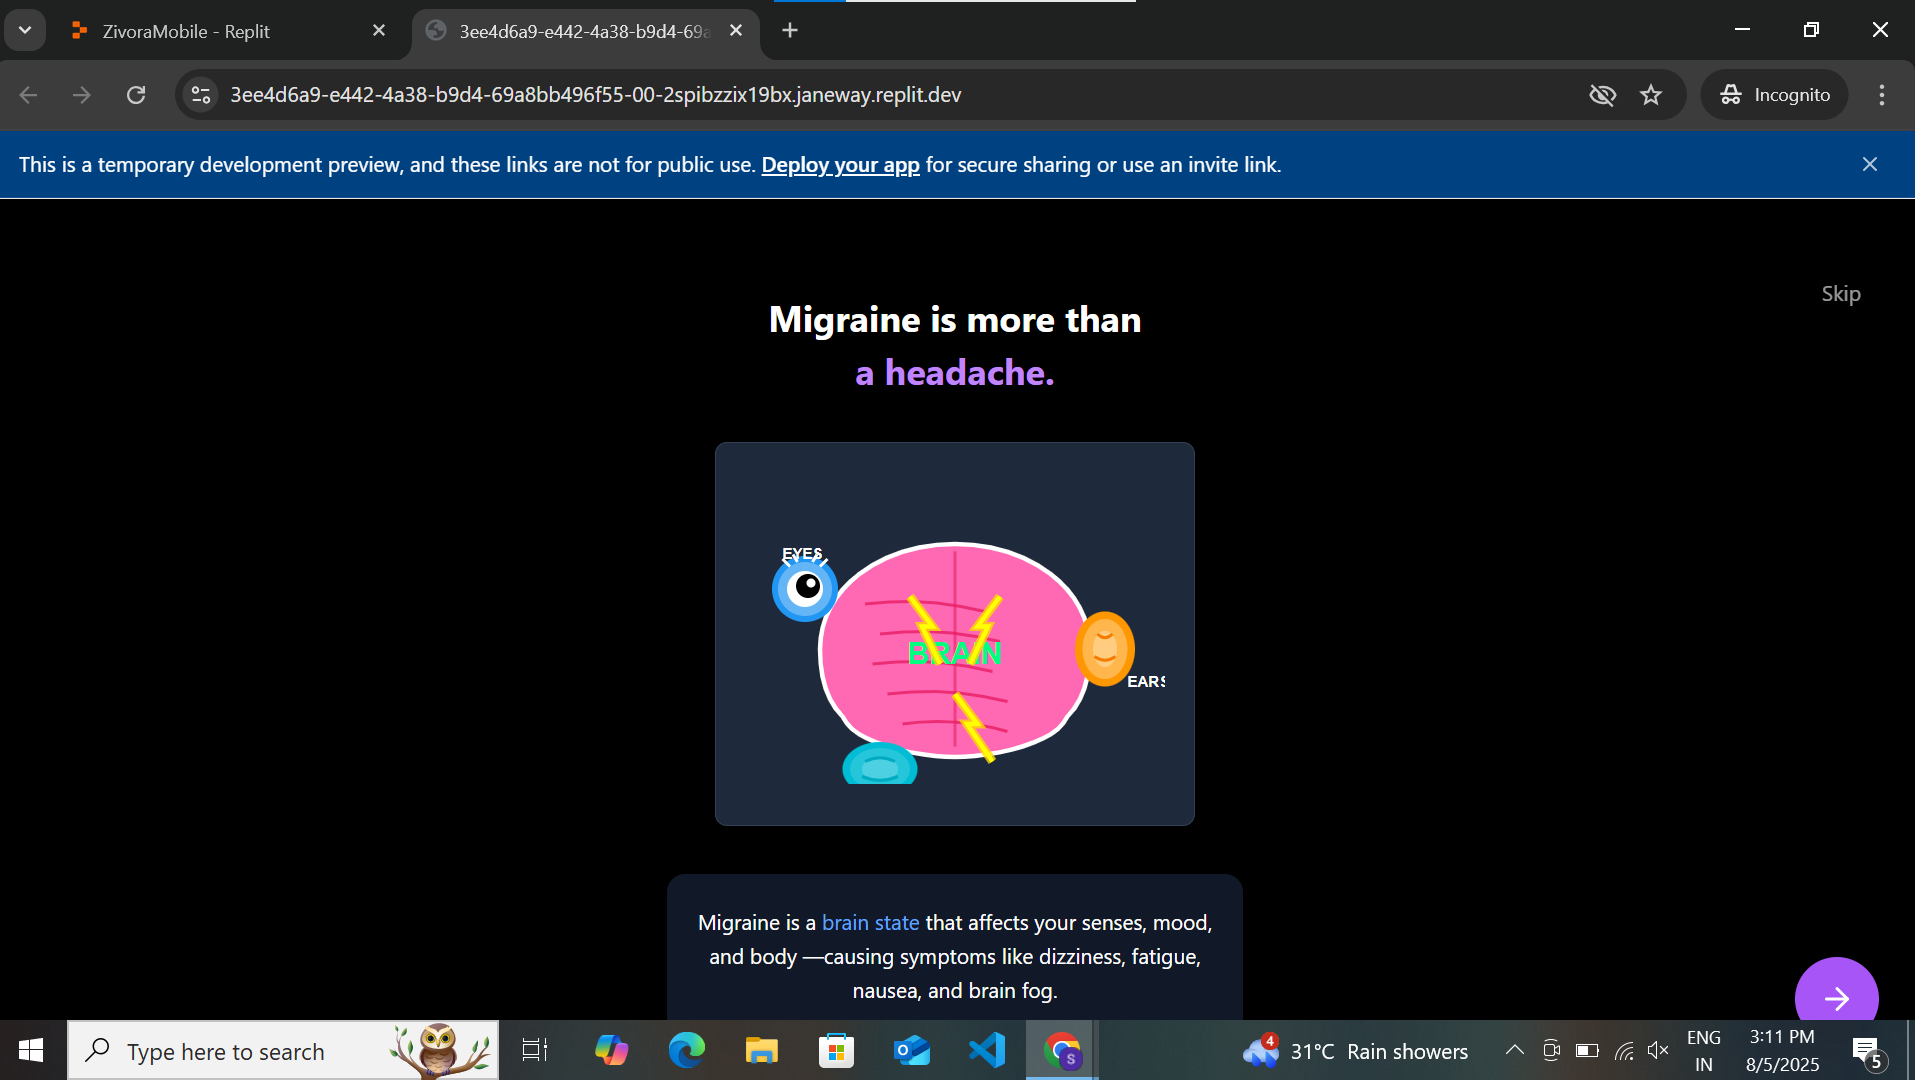 ZivoraMobile - Replit
3ee4d6a9-e442-4a38-b9d4-69a
3ee4d6a9-e442-4a38-b9d4-69a8bb496f55-00-2spibzzix19bx.janeway.replit.dev
Incognito
This is a temporary development preview, and these links are not for public use. Deploy your app for secure sharing or use an invite link.
Skip
Migraine is more than
a headache.
EYES
BRAIN
EARS
Migraine is a brain state that affects your senses, mood,
and body —causing symptoms like dizziness, fatigue,
nausea, and brain fog.
Type here to search
4
31°C Rain showers
ENG
IN
3:11 PM
8/5/2025
5
S